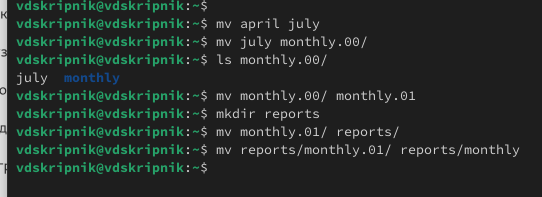 vdskripnik@vdskripnik:~$
vdskripnik@vdskripnik:~$ mv april july
vdskripnik@vdskripnik:~$ mv july monthly.00/
vdskripnik@vdskripnik:~$ ls monthly.00/
july  monthly
vdskripnik@vdskripnik:~$ mv monthly.00/ monthly.01
vdskripnik@vdskripnik:~$ mkdir reports
vdskripnik@vdskripnik:~$ mv monthly.01/ reports/
vdskripnik@vdskripnik:~$ mv reports/monthly.01/ reports/monthly
vdskripnik@vdskripnik:~$